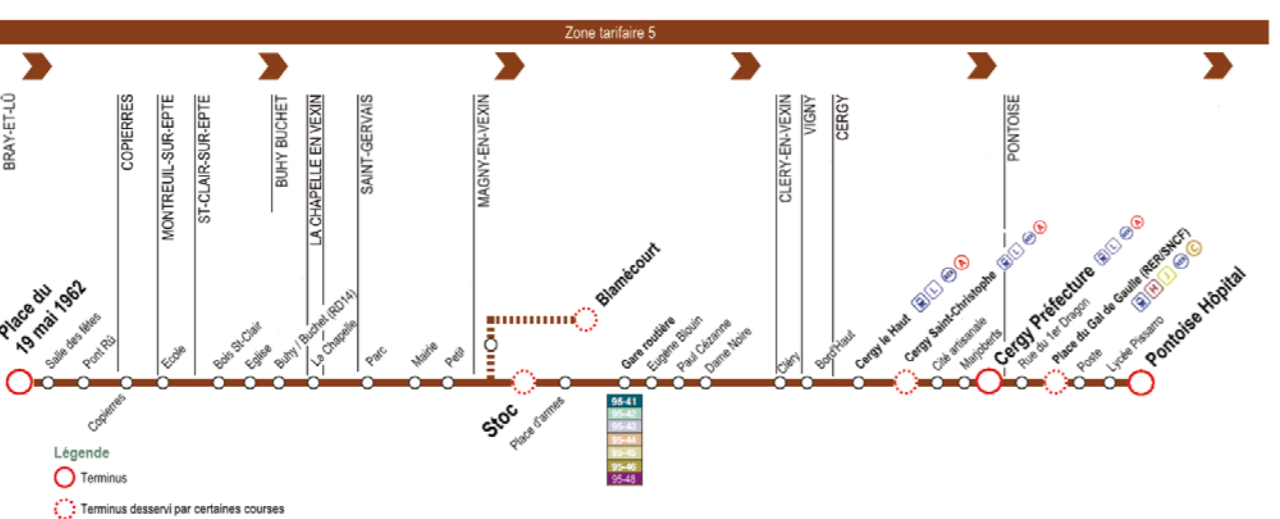 Zone tarifaire 5
BRAY-ET-LÛ
COPIERRES
MONTREUIL-SUR-EPTE
ST-CLAIR-SUR-EPTE
BUHY BUCHET
LA CHAPELLE EN VEXIN
SAINT-GERVAIS
MAGNY-EN-VEXIN
CLERY-EN-VEXIN
VIGNY
CERGY
PONTOISE
Place du
19 mai 1962
Salle des fêtes
Pont Rû
Copierres
Ecole
Bois St-Clair
Eglise
Buhy / Buchet (RD14)
La Chapelle
Parc
Mairie
Petit
Blamécourt
Stoc
Place d'armes
Gare routière
Eugène Blouin
Paul Cézanne
Dame Noire
Cléry
Bord'Haut
Cergy le Haut L A
Cergy Saint-Christophe L A
Cité artisanale
Marjoberts
Cergy Préfecture L A
Rue du 1er Dragon
Place du Gal de Gaulle (RER/SNCF) H J C
Poste
Lycée Pissarro
Pontoise Hôpital
95-41
95-42
95-43
95-44
95-45
95-46
95-48
Légende
Terminus
Terminus desservi par certaines courses